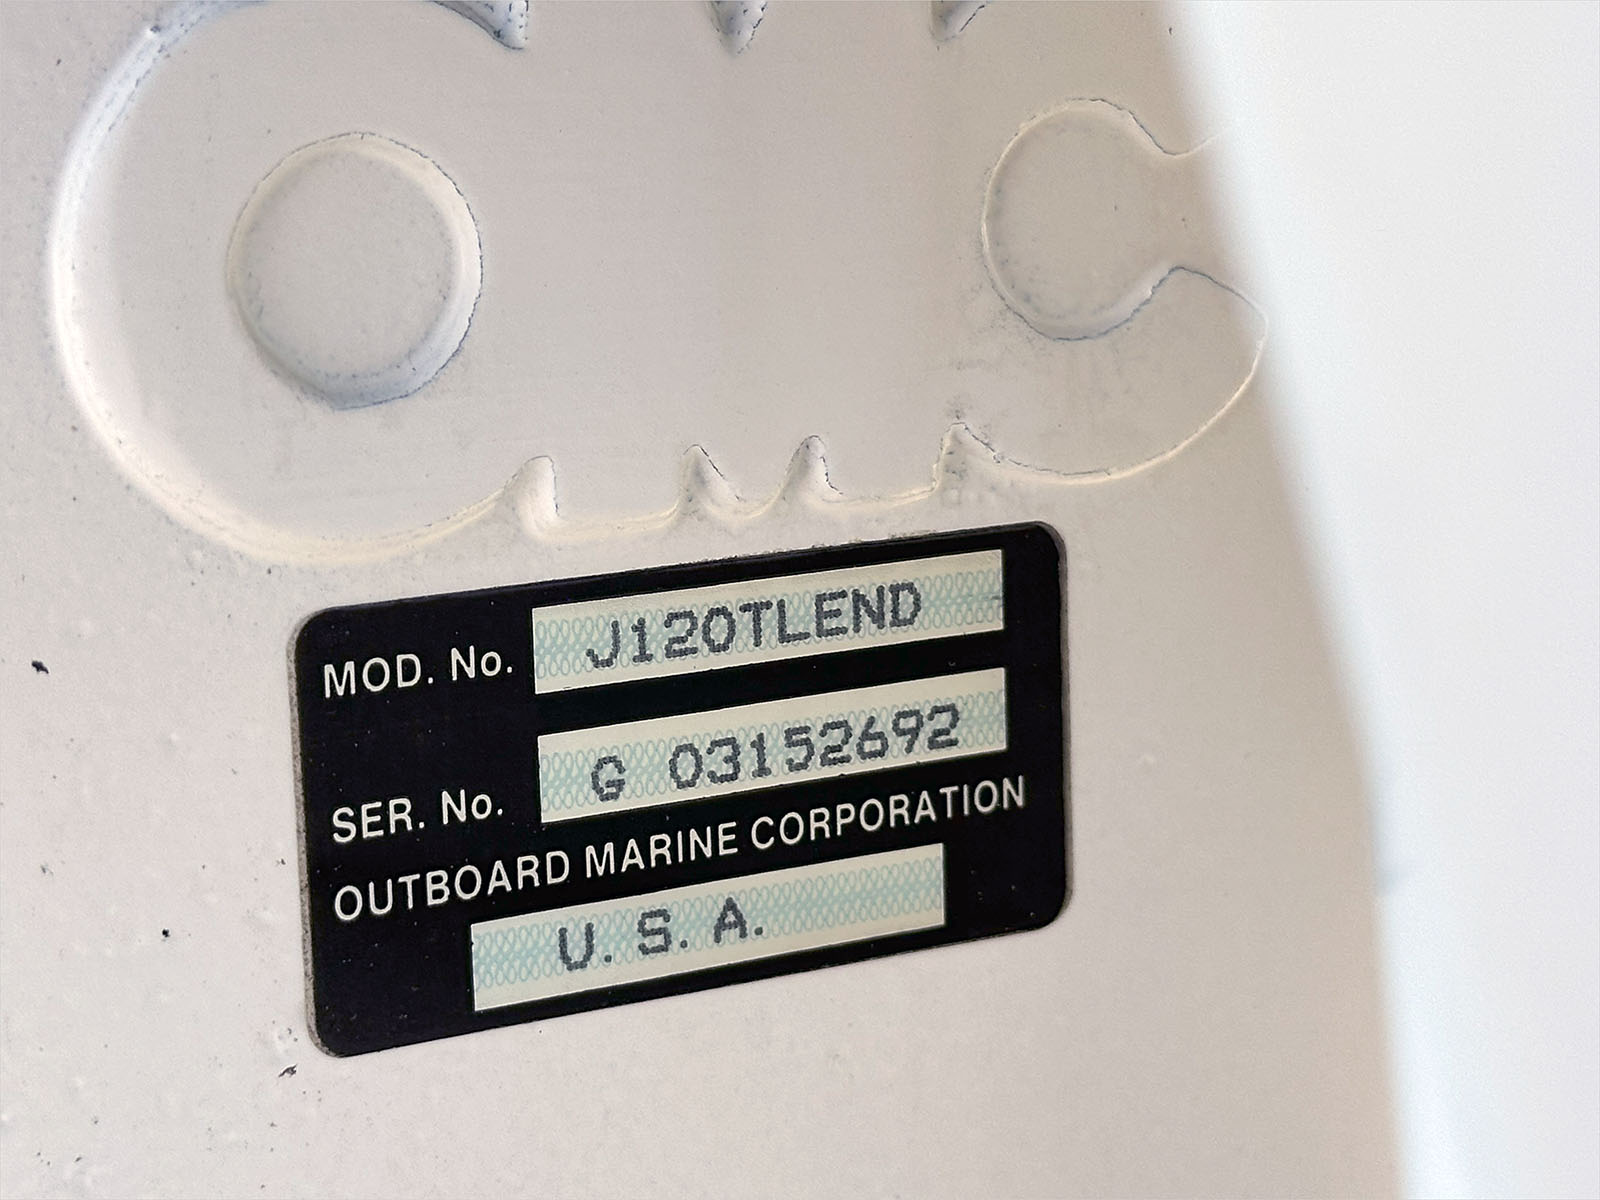 OMC
MOD. No. J120TLEND
SER. No. G 03152692
OUTBOARD MARINE CORPORATION
U. S. A.